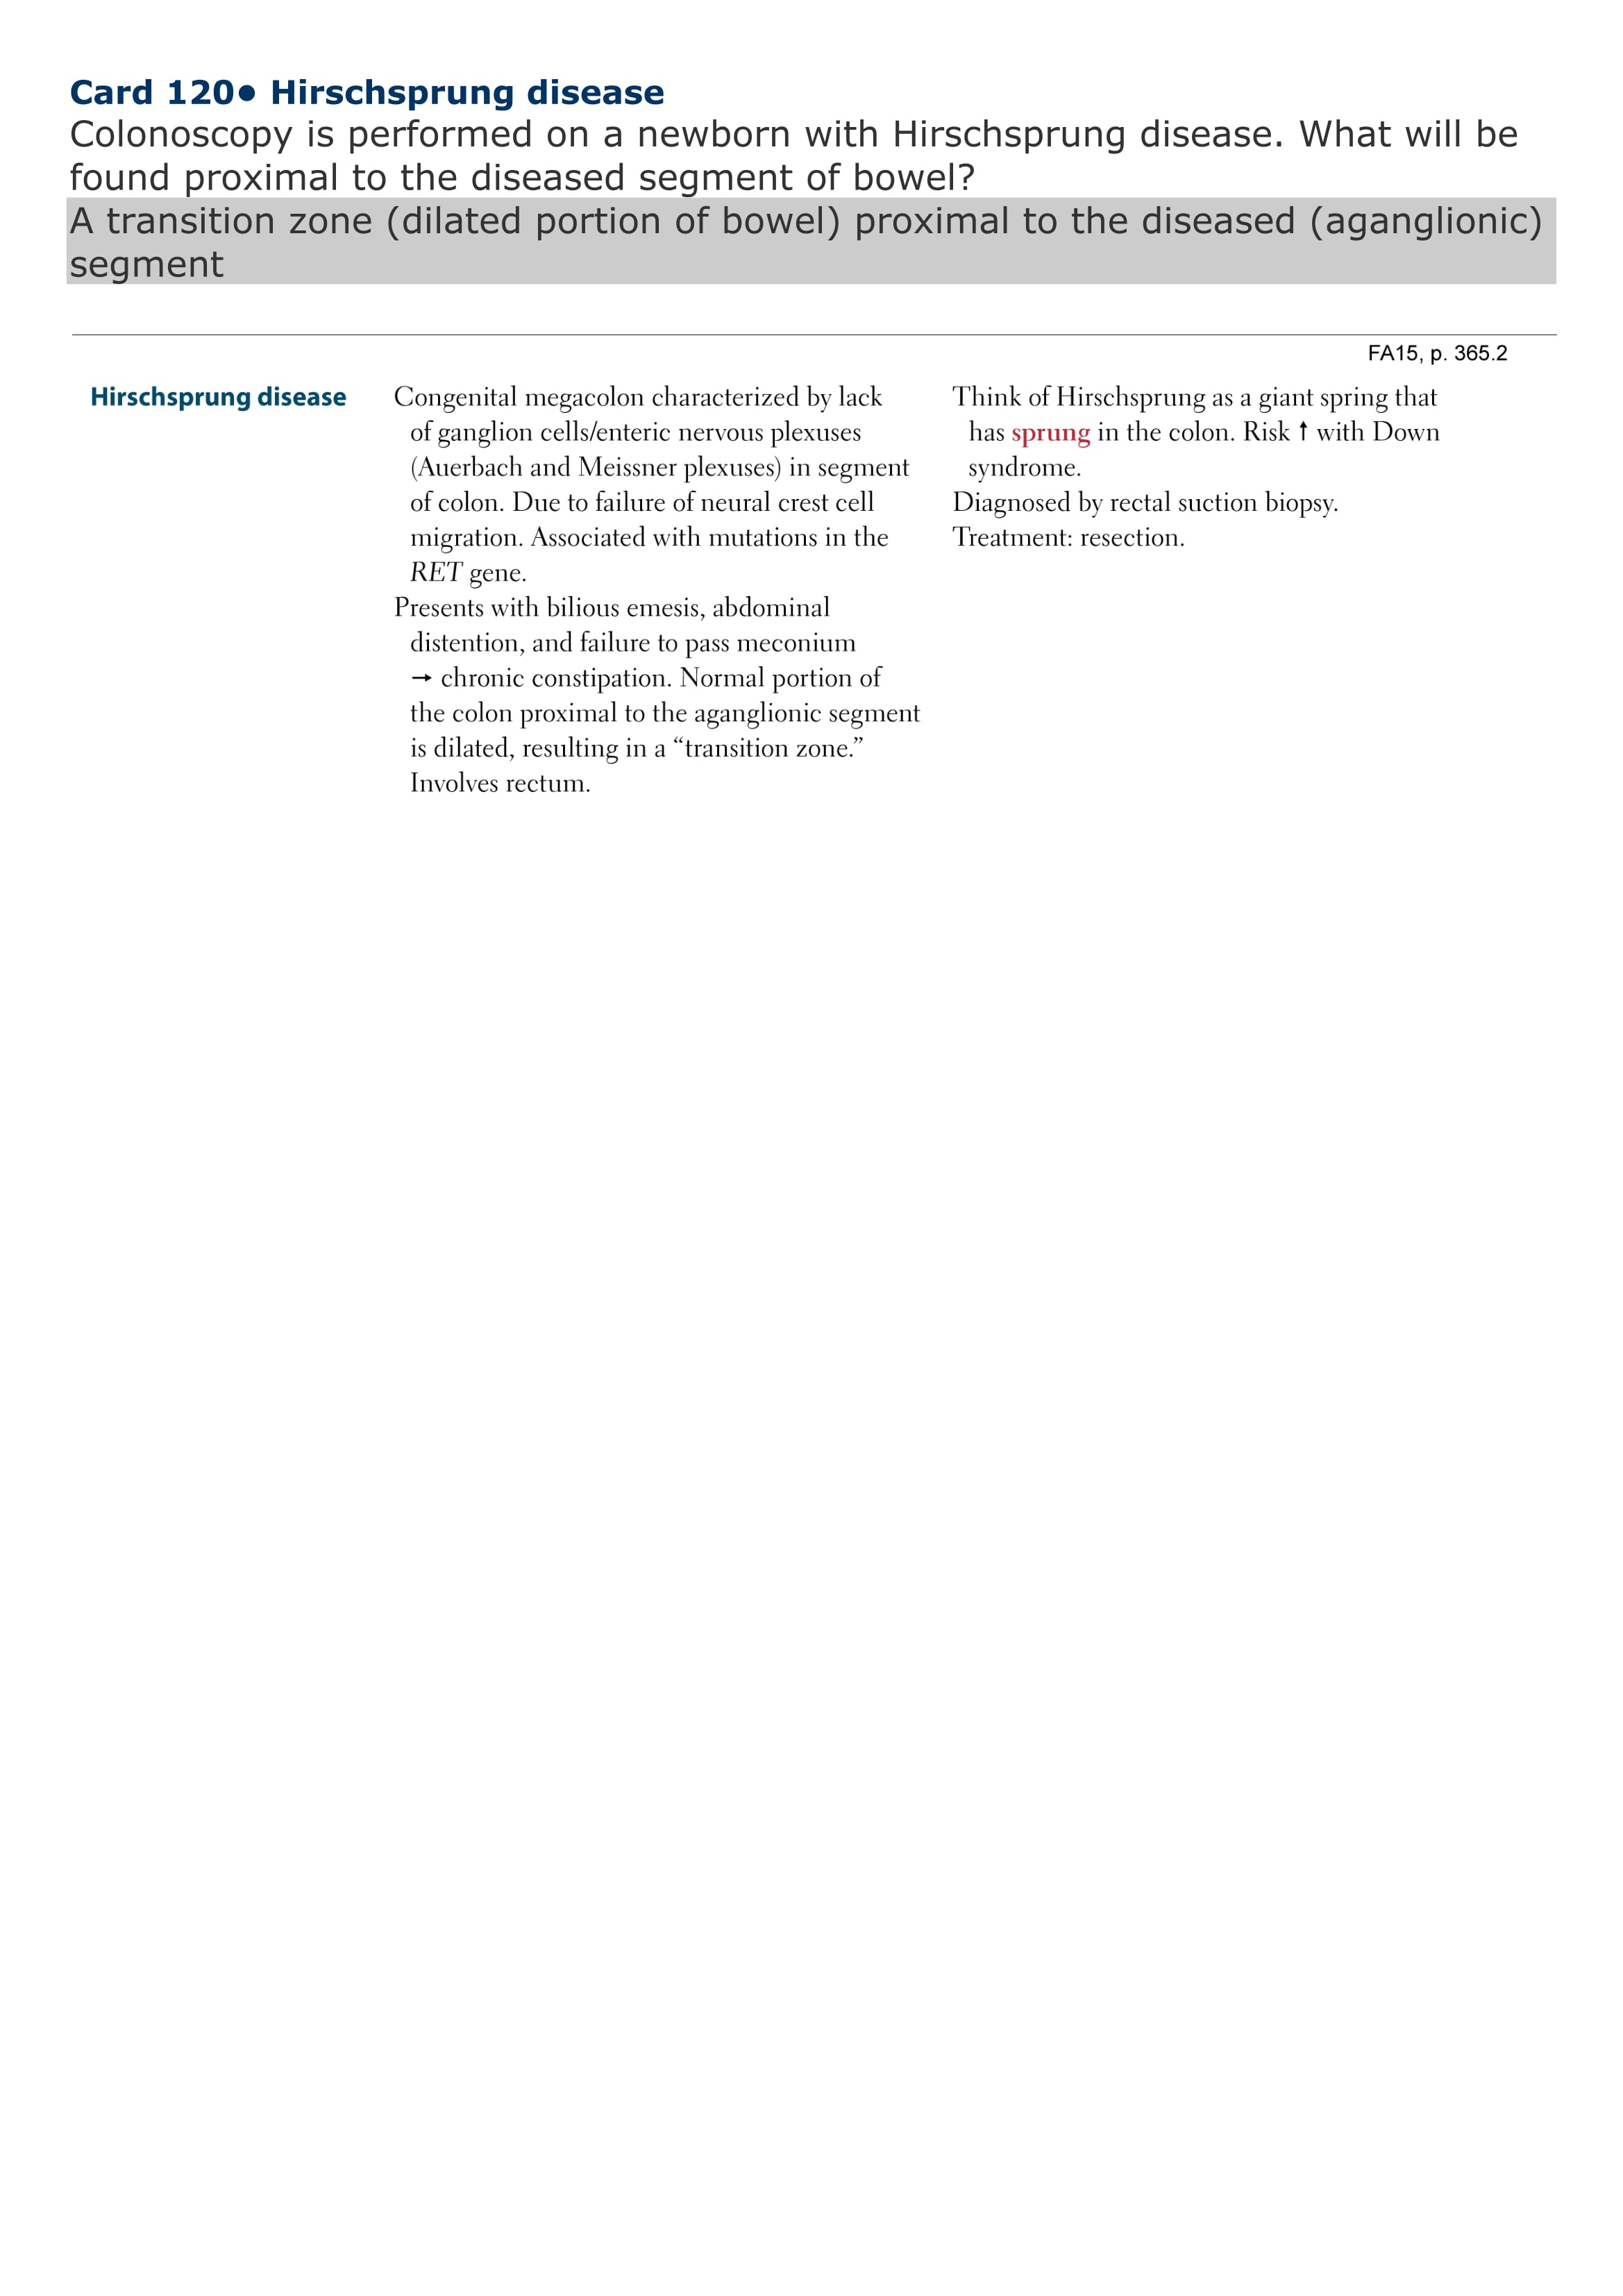 Card 120• Hirschsprung disease
Colonoscopy is performed on a newborn with Hirschsprung disease. What will be
found proximal to the diseased segment of bowel?
A transition zone (dilated portion of bowel) proximal to the diseased (aganglionic)
segment
FA15, p. 365.2
Hirschsprung disease
Congenital megacolon characterized by lack
of ganglion cells/enteric nervous plexuses
(Auerbach and Meissner plexuses) in segment
of colon. Due to failure of neural crest cell
migration. Associated with mutations in the
RET gene.
Presents with bilious emesis, abdominal
distention, and failure to pass meconium
→ chronic constipation. Normal portion of
the colon proximal to the aganglionic segment
is dilated, resulting in a “transition zone.”
Involves rectum.
Think of Hirschsprung as a giant spring that
has sprung in the colon. Risk ↑ with Down
syndrome.
Diagnosed by rectal suction biopsy.
Treatment: resection.